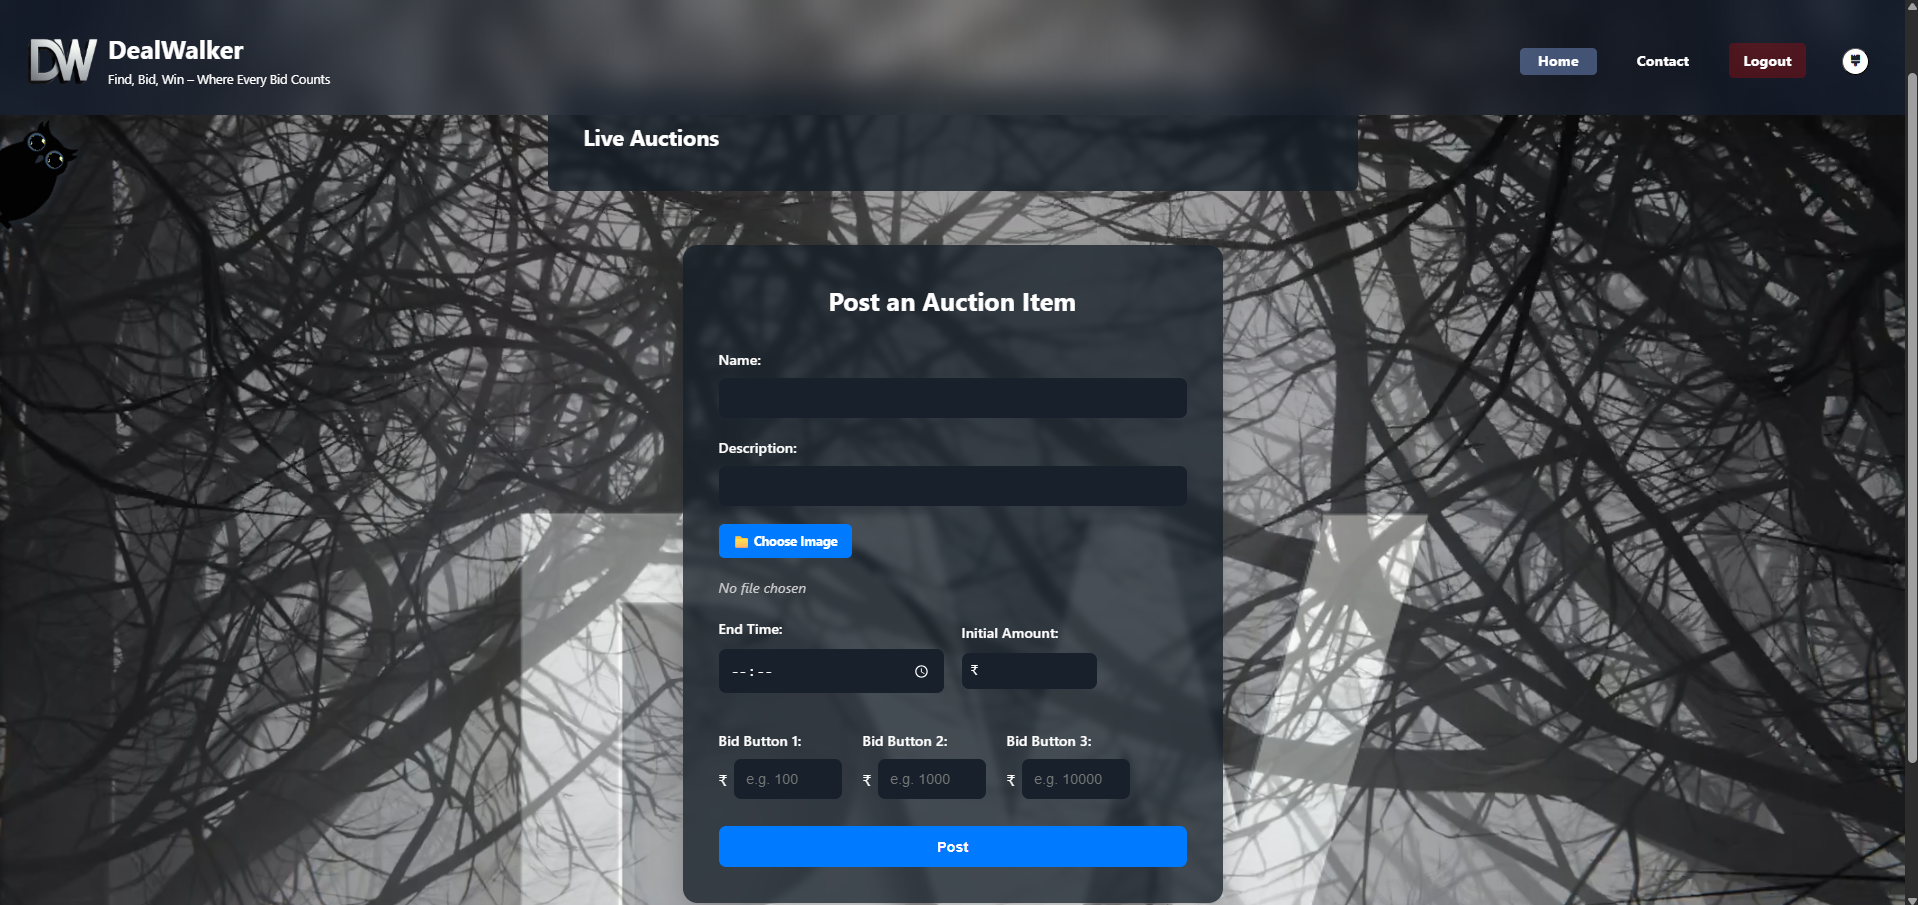 DW DealWalker
Find, Bid, Win – Where Every Bid Counts
Home Contact Logout
Live Auctions
Post an Auction Item
Name:
Description:
Choose Image
No file chosen
End Time: Initial Amount:
--:-- ₹
Bid Button 1: Bid Button 2: Bid Button 3:
₹ e.g. 100 ₹ e.g. 1000 ₹ e.g. 10000
Post